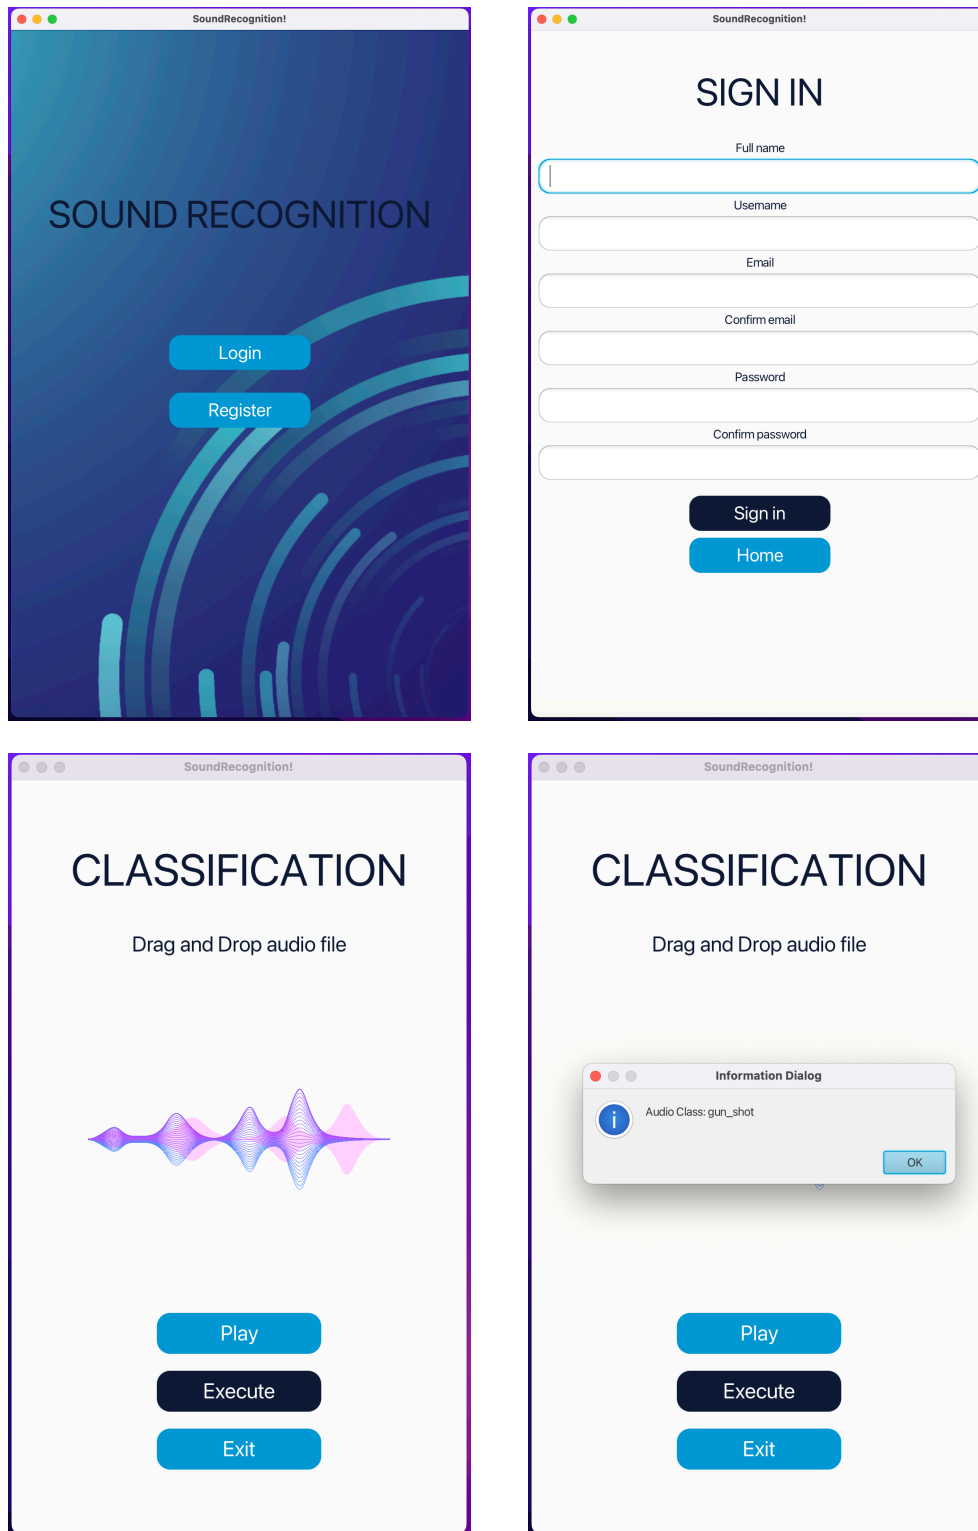 SoundRecognition!
SOUND RECOGNITION
Login
Register
SoundRecognition!
SIGN IN
Full name
Username
Email
Confirm email
Password
Confirm password
Sign in
Home
SoundRecognition!
CLASSIFICATION
Drag and Drop audio file
Play
Execute
Exit
SoundRecognition!
CLASSIFICATION
Drag and Drop audio file
Information Dialog
i
Audio Class: gun_shot
OK
Play
Execute
Exit